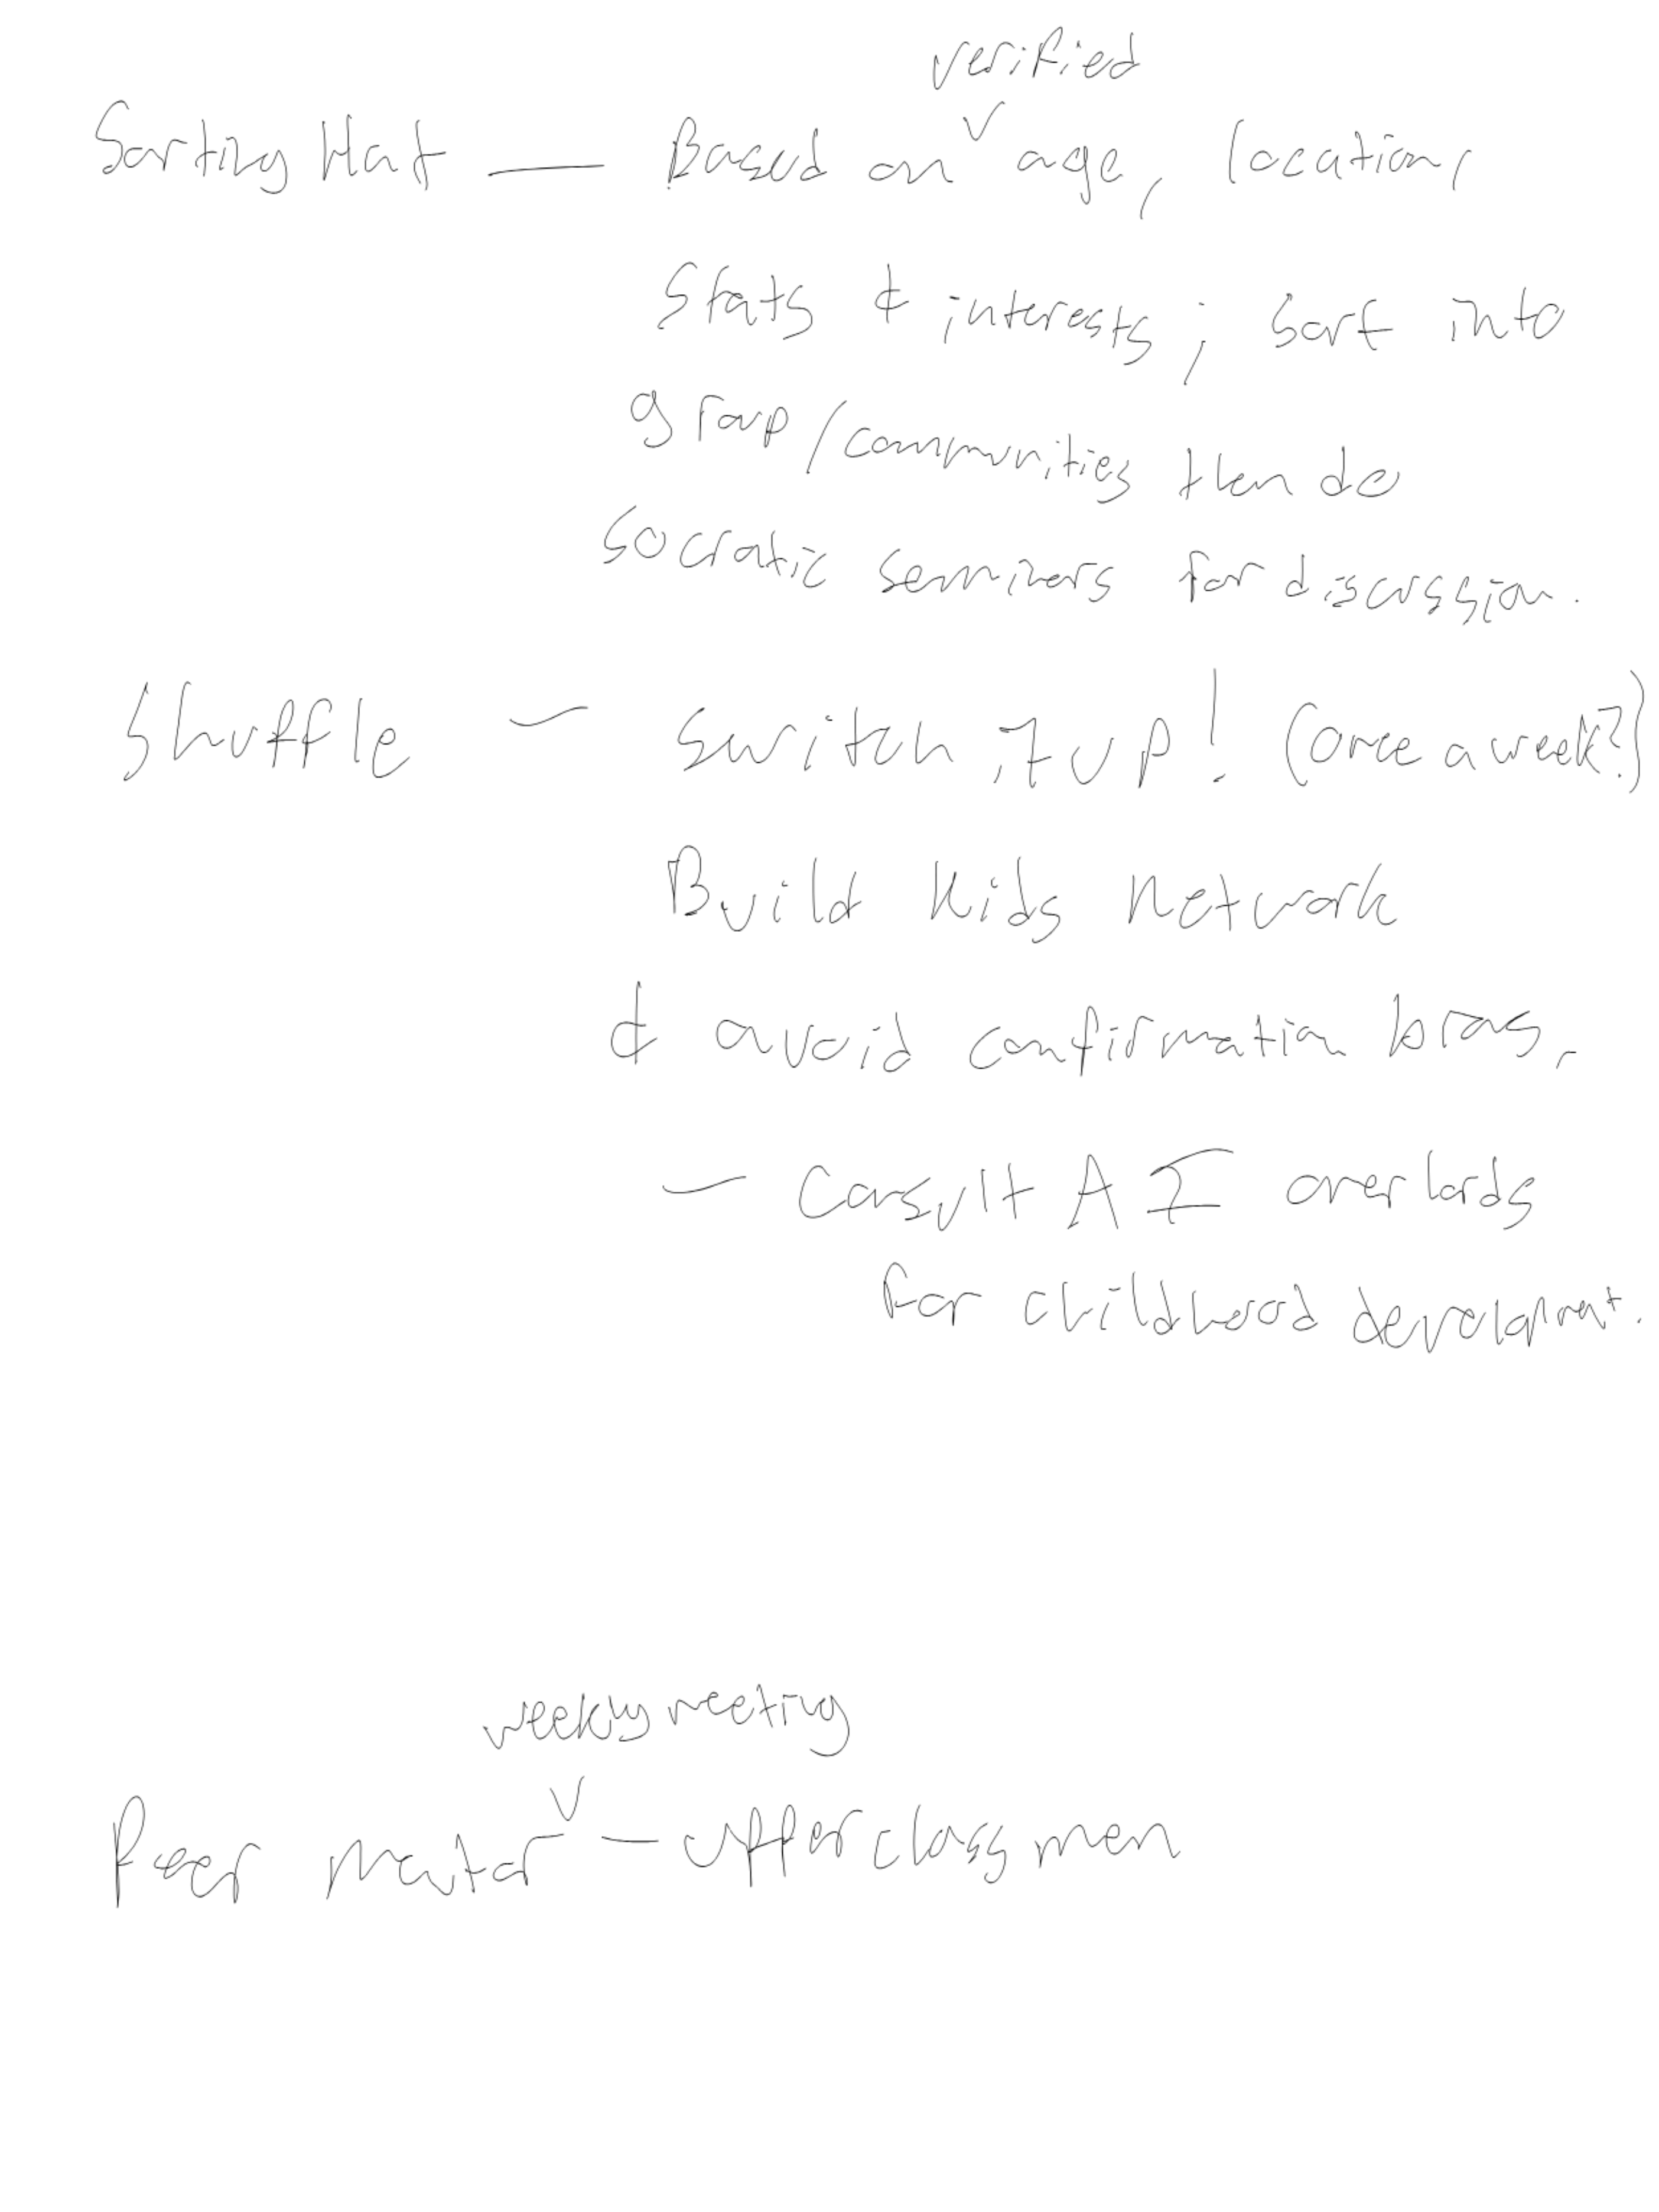 verified
Sorting Hat — Based on ^ age, location,
Stats & interests; sort into
group/communities then do
Socratic seminars for discussion.
Shuffle — switch it up! (once a week?)
Build kids network
& avoid confirmation bias.
— Consult AI overlords
for childhood development.
weekly meeting
Peer mentor ^ — upperclassmen